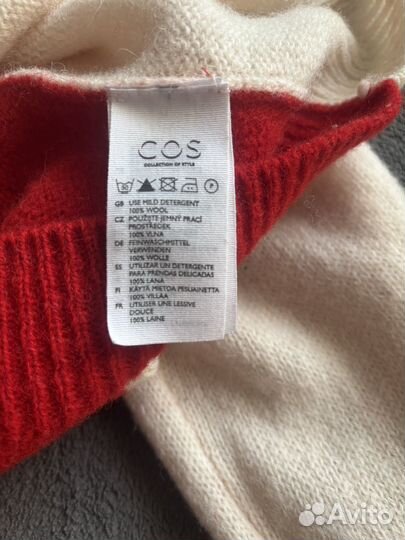 COS
COLLECTION OF STYLE
P
GB USE MILD DETERGENT
100% WOOL
CZ POUŽIJTE JEMNÝ PRACÍ
PROSTŘEDEK
100% VLNA
DE FEINWASCHMITTEL
VERWENDEN
100% WOLLE
ES UTILIZAR UN DETERGENTE
PARA PRENDAS DELICADAS
100% LANA
FI KÄYTÄ MIETOA PESUAINETTA
100% VILLAA
FR UTILISER UNE LESSIVE
DOUCE
100% LAINE
Avito